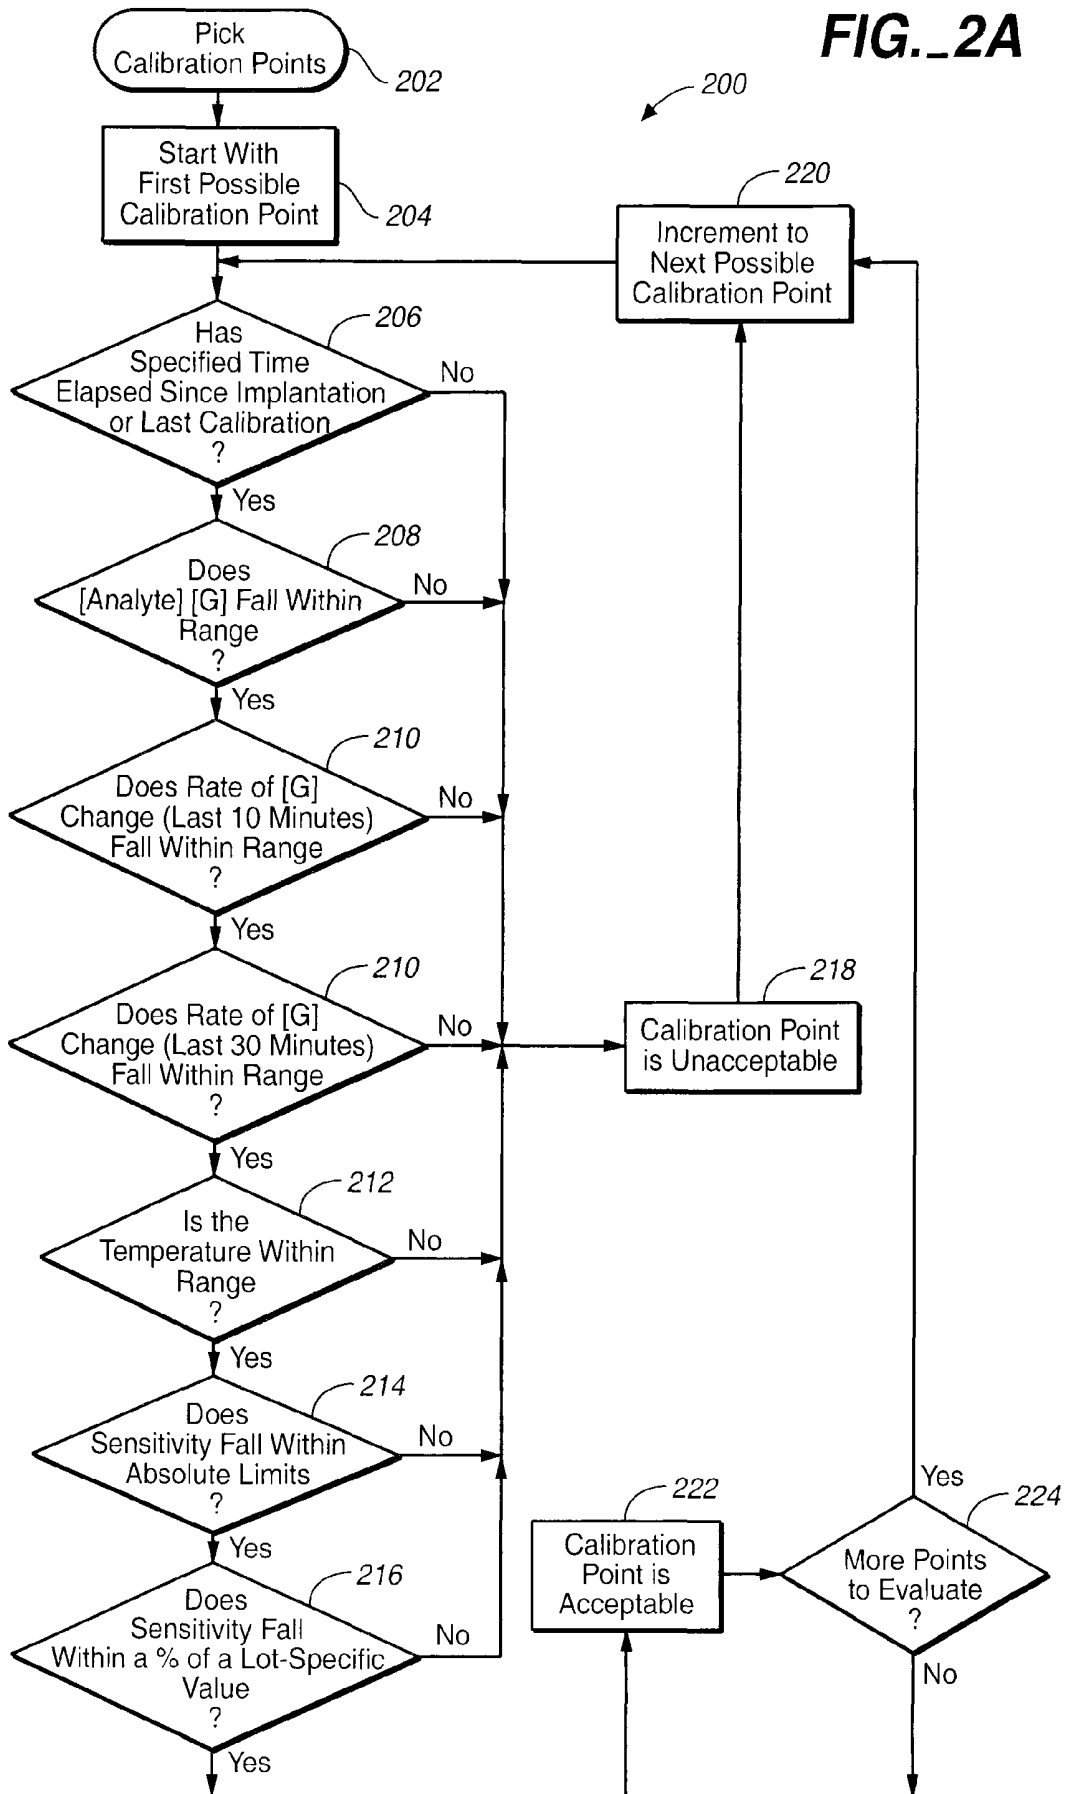 FIG._2A
Pick
Calibration Points
202
200
Start With
First Possible
Calibration Point
204
220
Increment to
Next Possible
Calibration Point
206
Has
Specified Time
Elapsed Since Implantation
or Last Calibration
?
No
Yes
208
Does
[Analyte] [G] Fall Within
Range
?
No
Yes
210
Does Rate of [G]
Change (Last 10 Minutes)
Fall Within Range
?
No
Yes
210
Does Rate of [G]
Change (Last 30 Minutes)
Fall Within Range
?
No
Yes
218
Calibration Point
is Unacceptable
212
Is the
Temperature Within
Range
?
No
Yes
214
Does
Sensitivity Fall Within
Absolute Limits
?
No
Yes
216
Does
Sensitivity Fall
Within a % of a Lot-Specific
Value
?
No
Yes
222
Calibration
Point is
Acceptable
Yes
224
More Points
to Evaluate
?
No